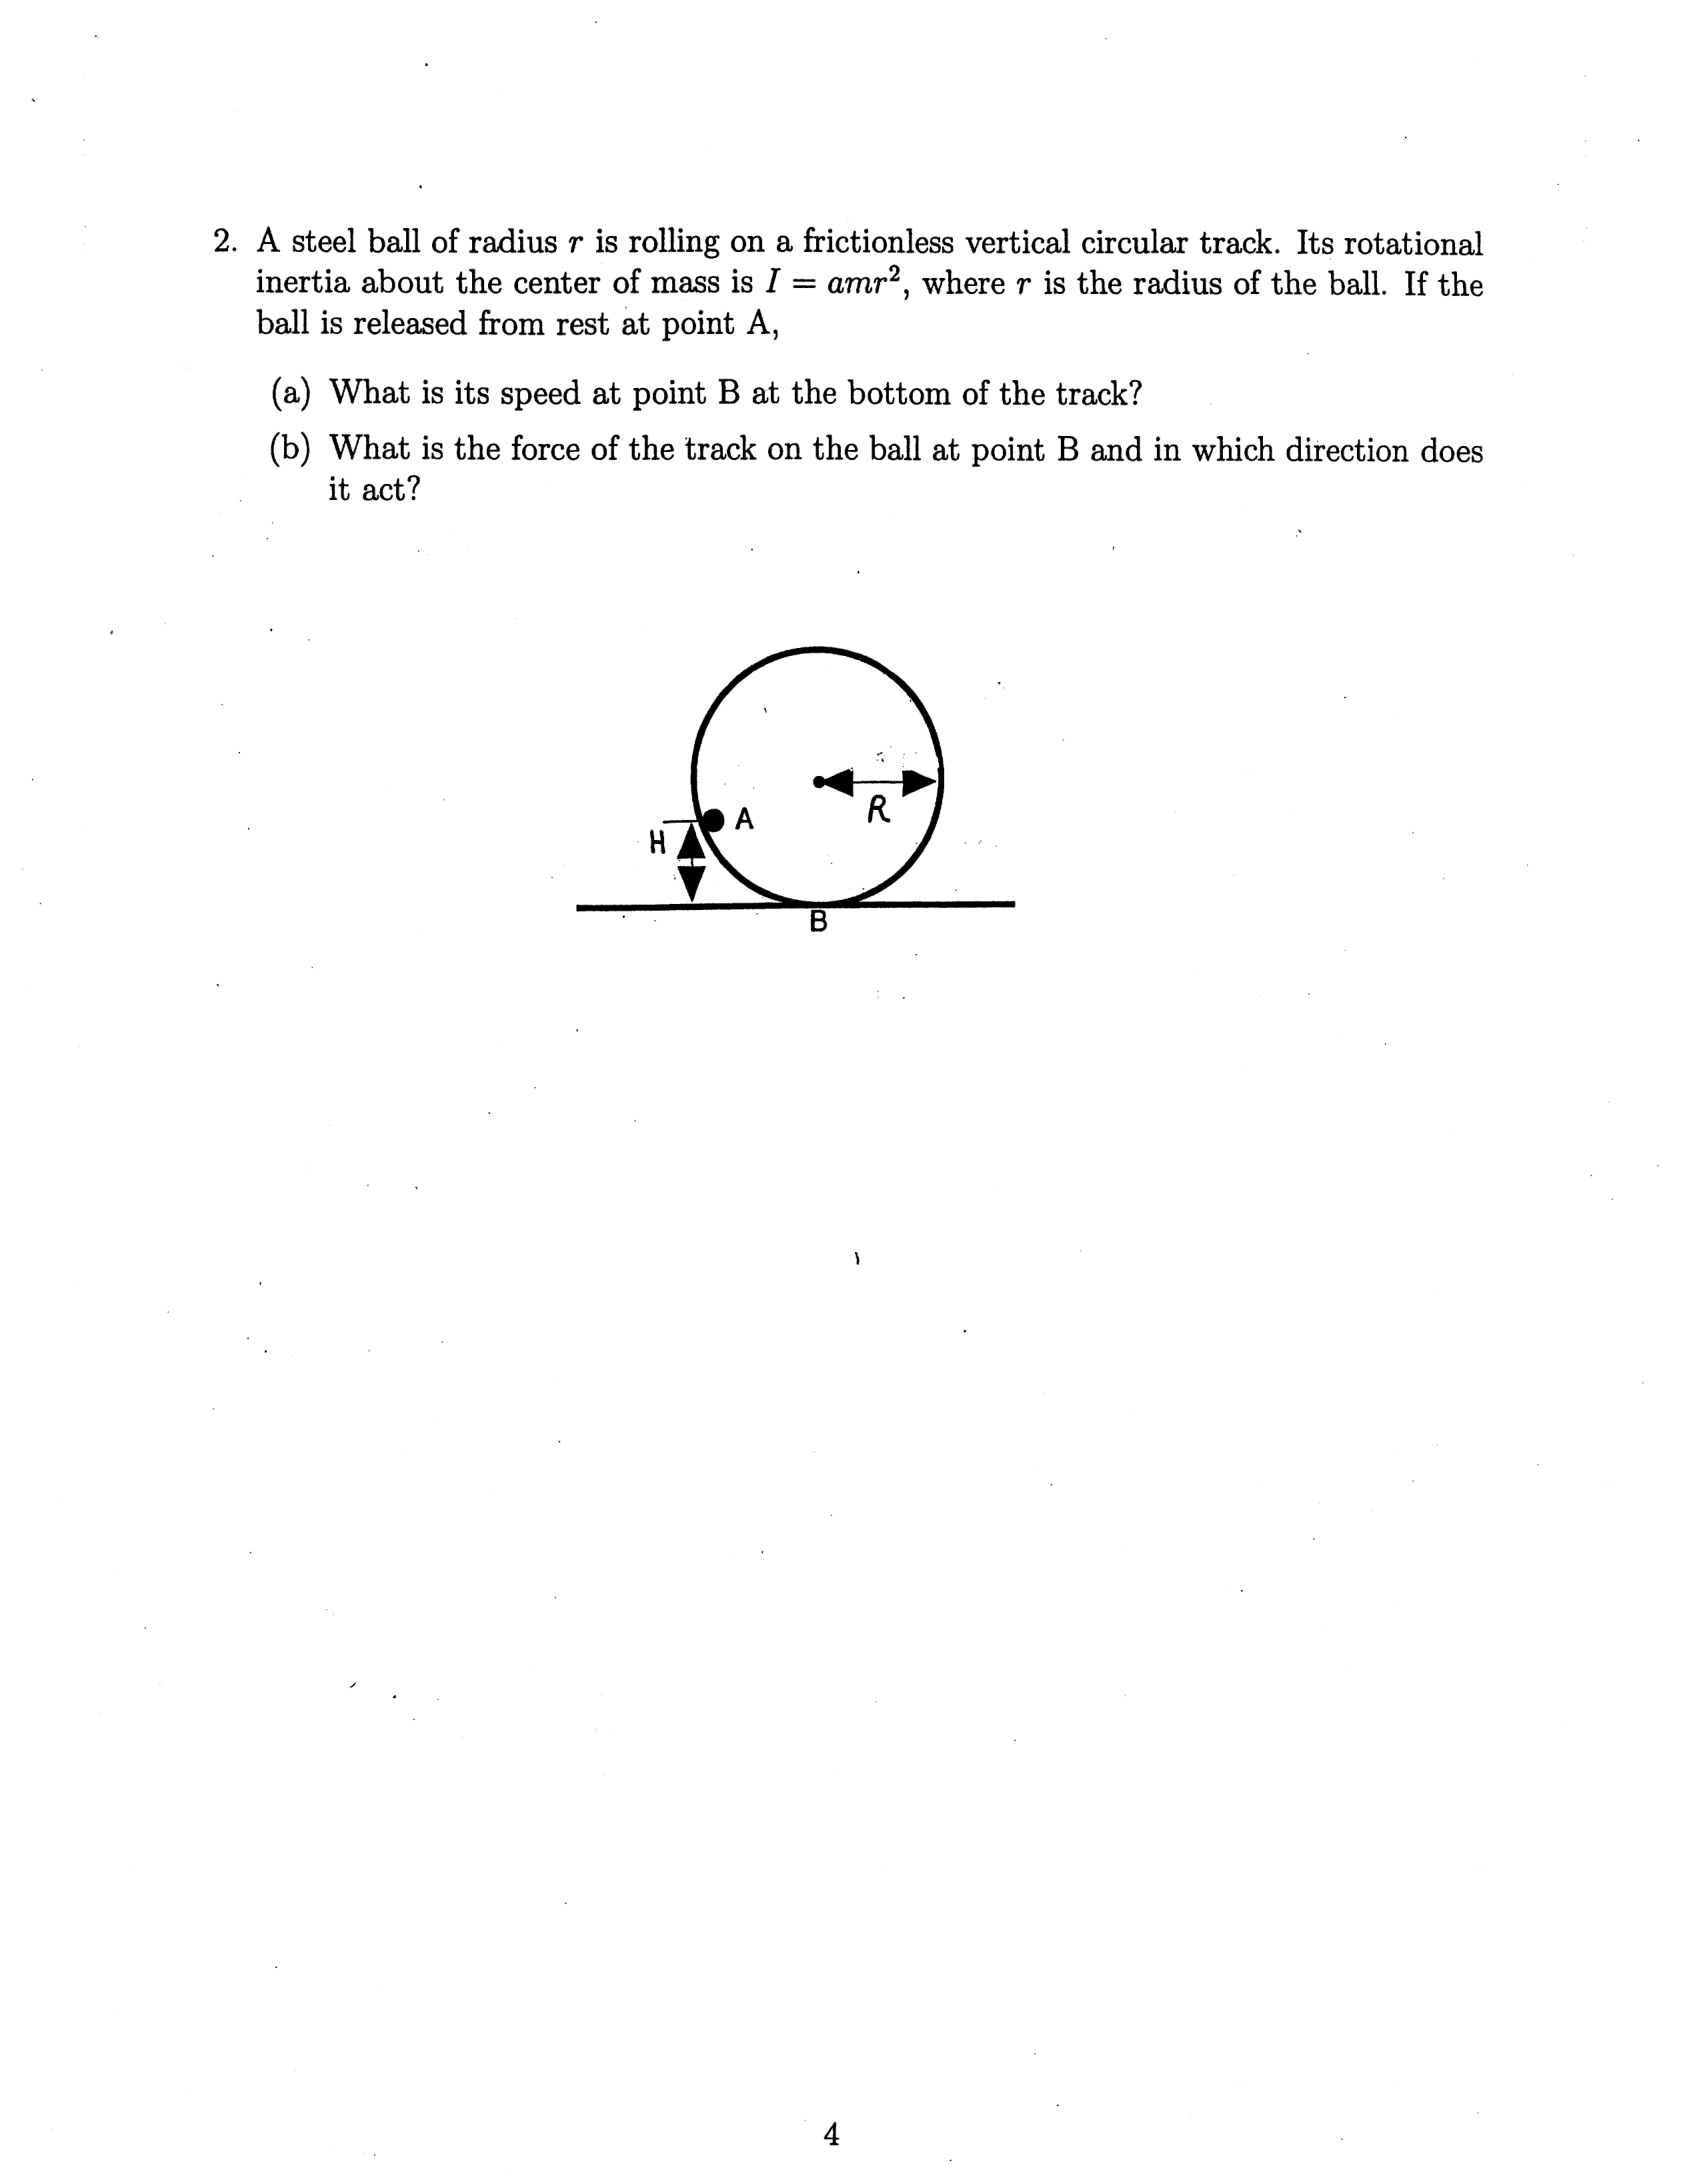 2. A steel ball of radius r is rolling on a frictionless vertical circular track. Its rotational
inertia about the center of mass is I = amr², where r is the radius of the ball. If the
ball is released from rest at point A,
(a) What is its speed at point B at the bottom of the track?
(b) What is the force of the track on the ball at point B and in which direction does
it act?
A
R
H
B
4